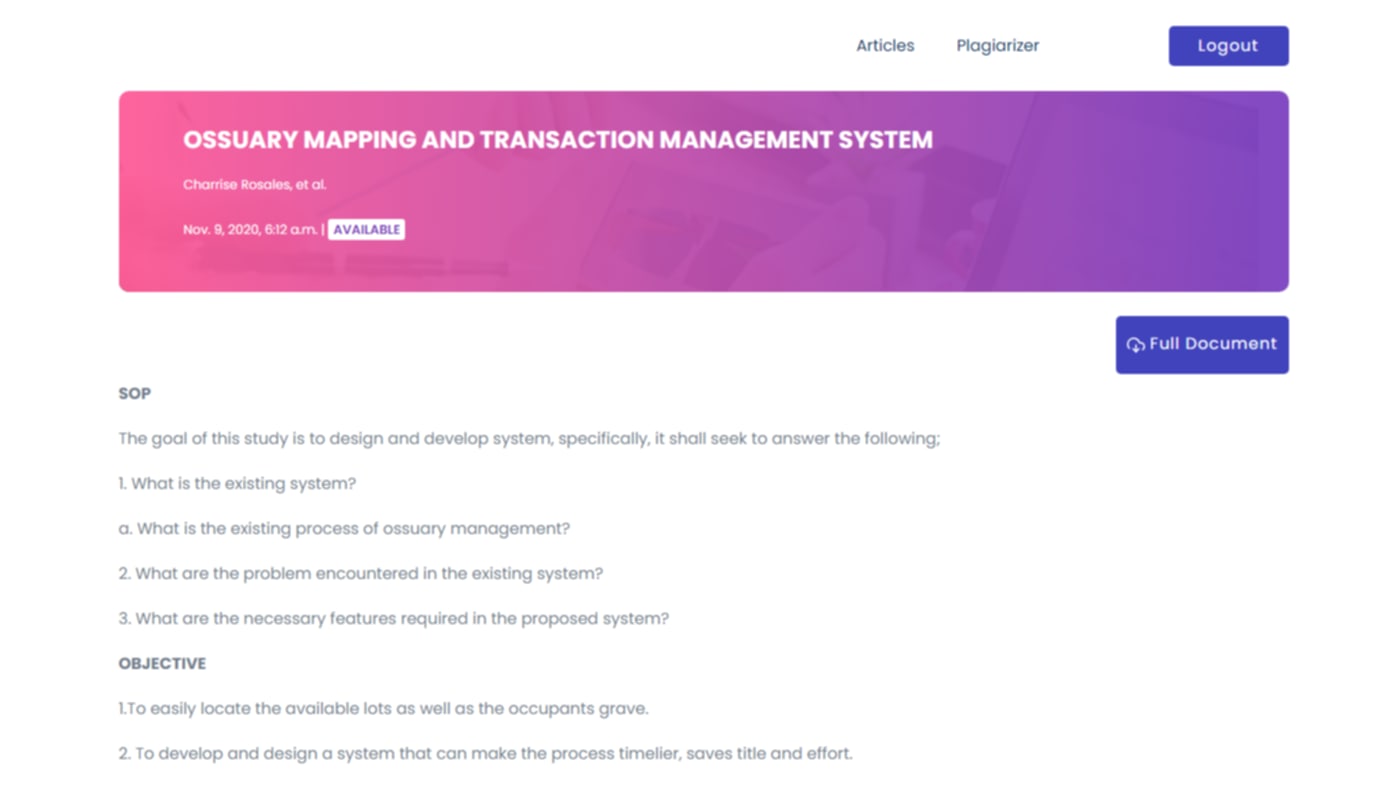 Articles Plagiarizer Logout
OSSUARY MAPPING AND TRANSACTION MANAGEMENT SYSTEM
Charrise Rosales, et al.
Nov. 9, 2020, 6:12 a.m. | AVAILABLE
Full Document
SOP
The goal of this study is to design and develop system, specifically, it shall seek to answer the following;
1. What is the existing system?
a. What is the existing process of ossuary management?
2. What are the problem encountered in the existing system?
3. What are the necessary features required in the proposed system?
OBJECTIVE
1.To easily locate the available lots as well as the occupants grave.
2. To develop and design a system that can make the process timelier, saves title and effort.